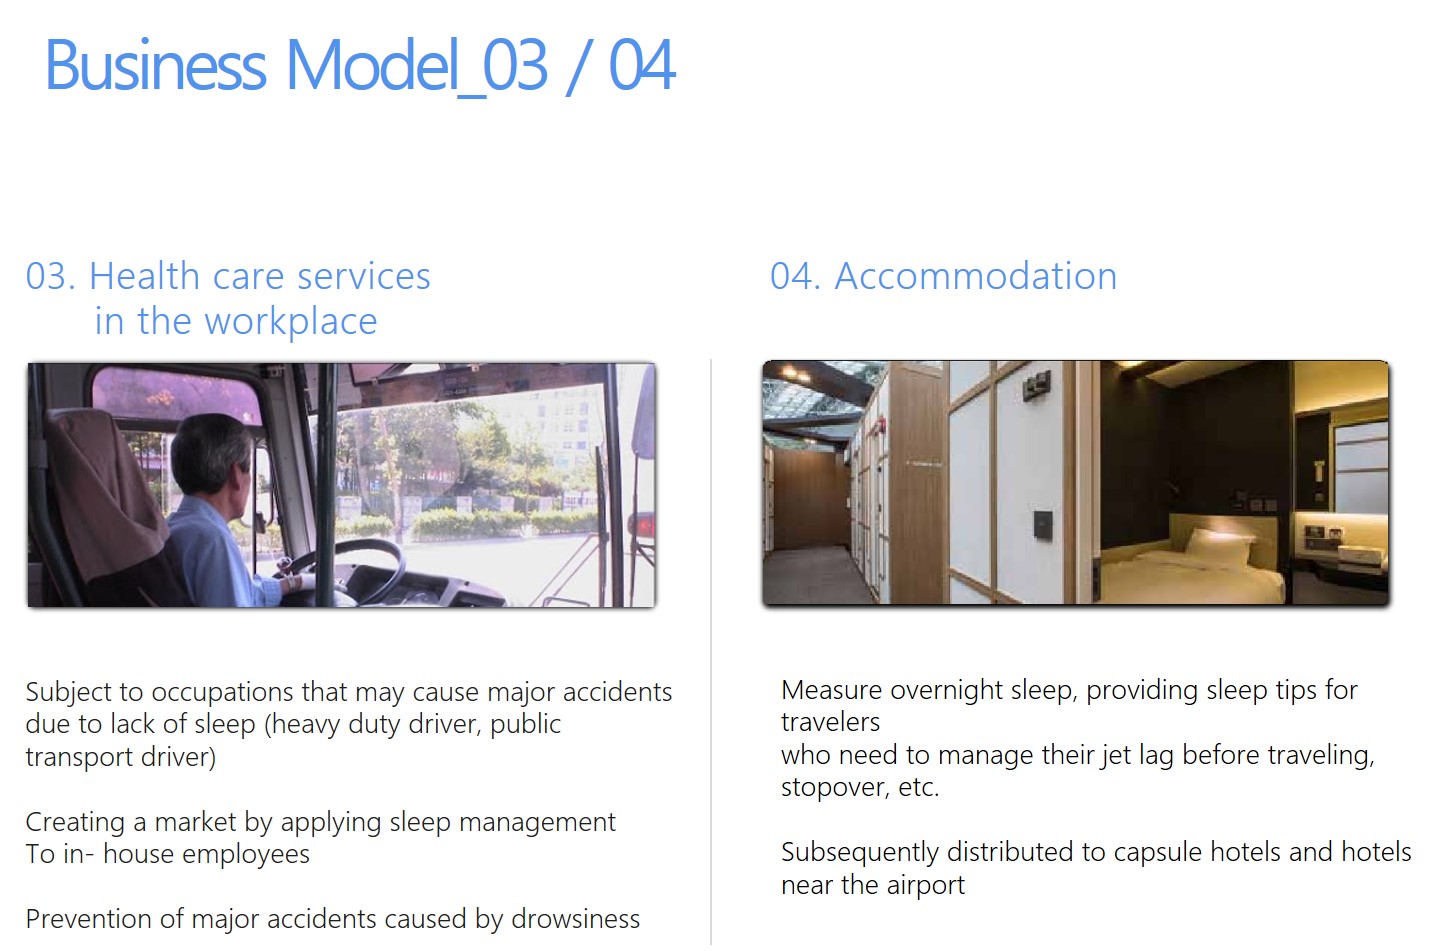 Business Model_03 / 04
03. Health care services
in the workplace
Subject to occupations that may cause major accidents
due to lack of sleep (heavy duty driver, public
transport driver)
Creating a market by applying sleep management
To in- house employees
Prevention of major accidents caused by drowsiness
04. Accommodation
Measure overnight sleep, providing sleep tips for
travelers
who need to manage their jet lag before traveling,
stopover, etc.
Subsequently distributed to capsule hotels and hotels
near the airport